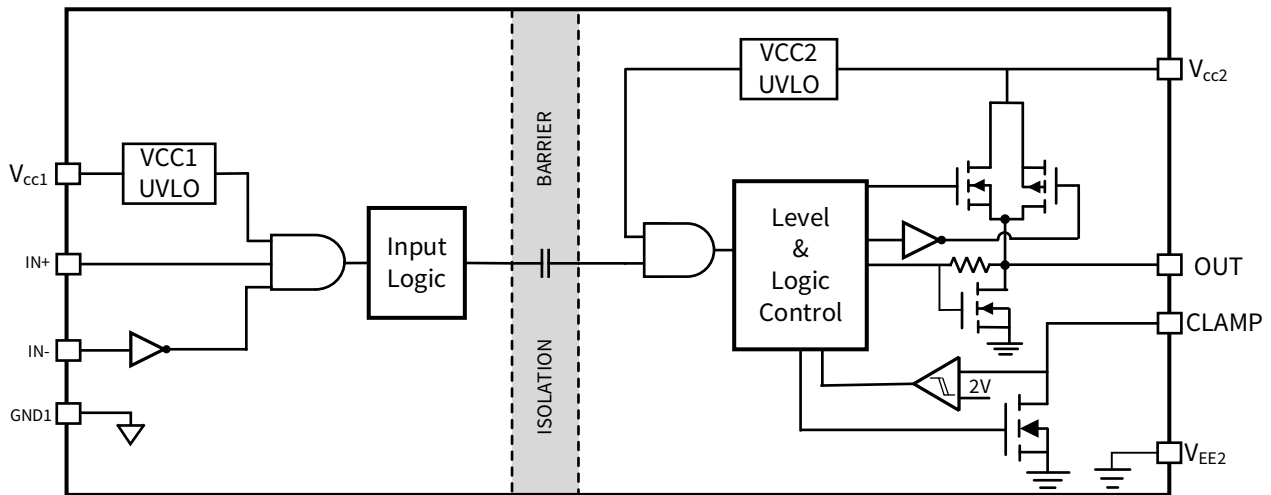 VCC1
UVLO
Vcc1
IN+
IN-
GND1
Input
Logic
BARRIER
ISOLATION
VCC2
UVLO
Level
&
Logic
Control
2V
Vcc2
OUT
CLAMP
VEE2